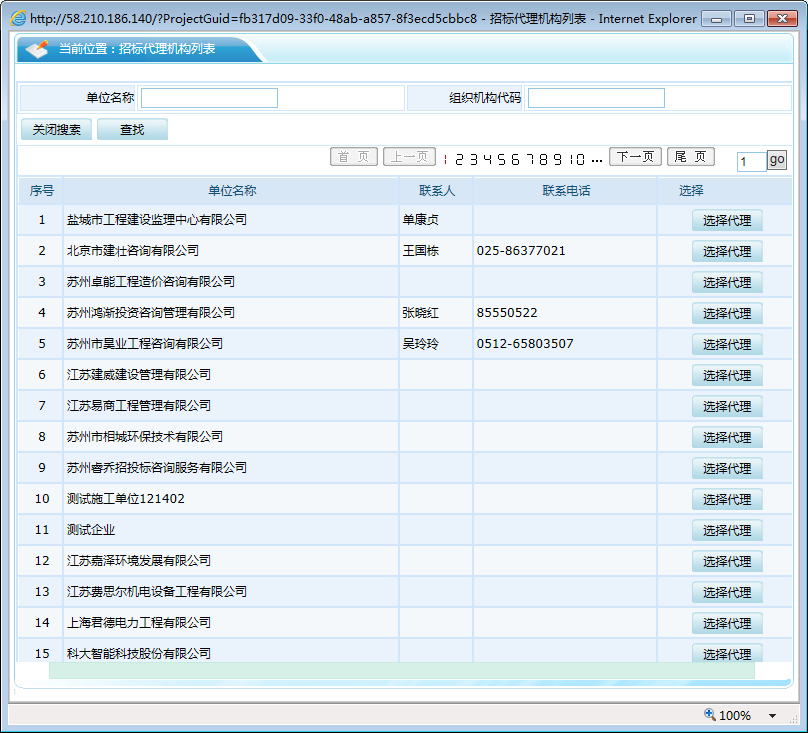 http://58.210.186.140/?ProjectGuid=fb317d09-33f0-48ab-a857-8f3ecd5cbbc8 - 招标代理机构列表 - Internet Explorer
当前位置：招标代理机构列表
单位名称 组织机构代码
关闭搜索 查找
首 页 上一页 1 2 3 4 5 6 7 8 9 10 ... 下一页 尾 页 1 go
序号 单位名称 联系人 联系电话 选择
1 盐城市工程建设监理中心有限公司 单康贞 选择代理
2 北京市建壮咨询有限公司 王国栋 025-86377021 选择代理
3 苏州卓能工程造价咨询有限公司 选择代理
4 苏州鸿渐投资咨询管理有限公司 张晓红 85550522 选择代理
5 苏州市昊业工程咨询有限公司 吴玲玲 0512-65803507 选择代理
6 江苏建威建设管理有限公司 选择代理
7 江苏易商工程管理有限公司 选择代理
8 苏州市相城环保技术有限公司 选择代理
9 苏州睿乔招投标咨询服务有限公司 选择代理
10 测试施工单位121402 选择代理
11 测试企业 选择代理
12 江苏嘉泽环境发展有限公司 选择代理
13 江苏费思尔机电设备工程有限公司 选择代理
14 上海君德电力工程有限公司 选择代理
15 科大智能科技股份有限公司 选择代理
100%